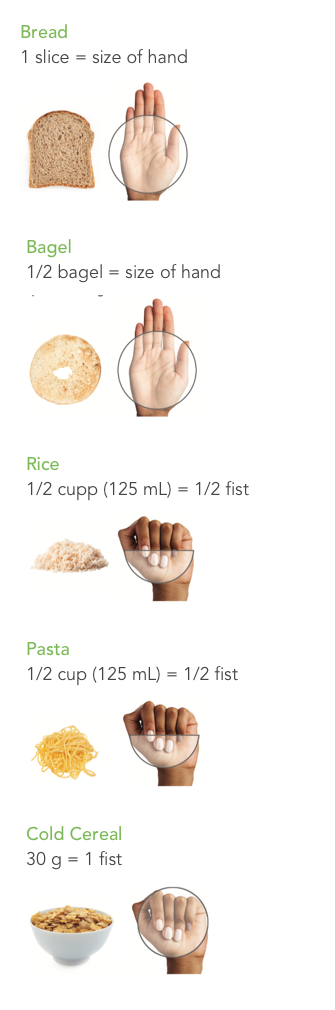 Bread
1 slice = size of hand
Bagel
1/2 bagel = size of hand
Rice
1/2 cupp (125 mL) = 1/2 fist
Pasta
1/2 cup (125 mL) = 1/2 fist
Cold Cereal
30 g = 1 fist